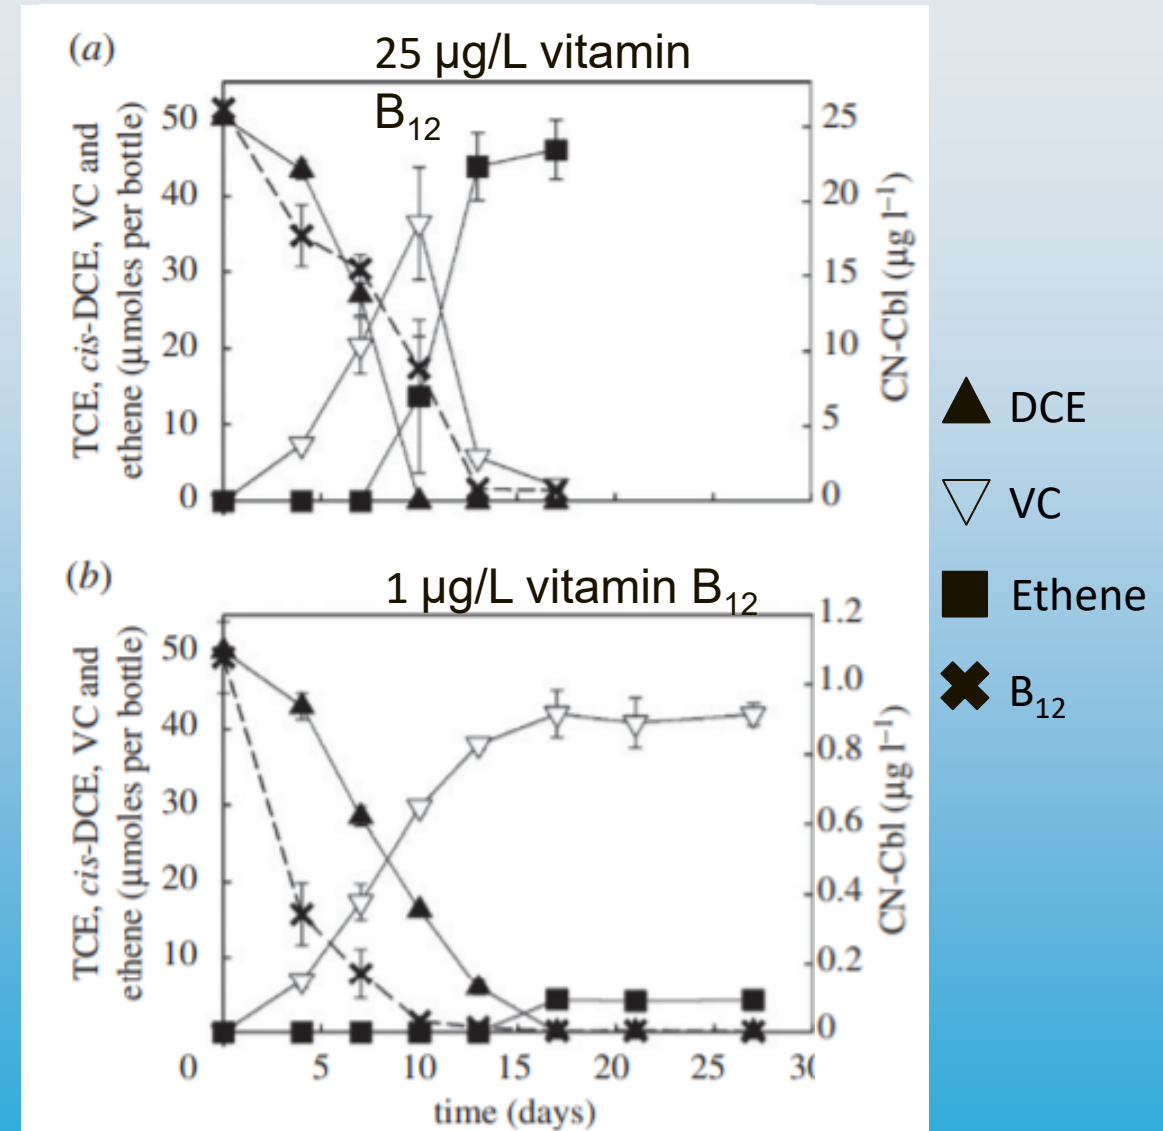 (a)
25 µg/L vitamin
B12
TCE, cis-DCE, VC and
ethene (µmoles per bottle)
50
40
30
20
10
0
25
20
15
10
5
0
CN-Cbl (µg l–1)
(b)
1 µg/L vitamin B12
TCE, cis-DCE, VC and
ethene (µmoles per bottle)
50
40
30
20
10
0
1.2
1.0
0.8
0.6
0.4
0.2
0
CN-Cbl (µg l–1)
5
10
15
20
25
30
time (days)
DCE
VC
Ethene
B12